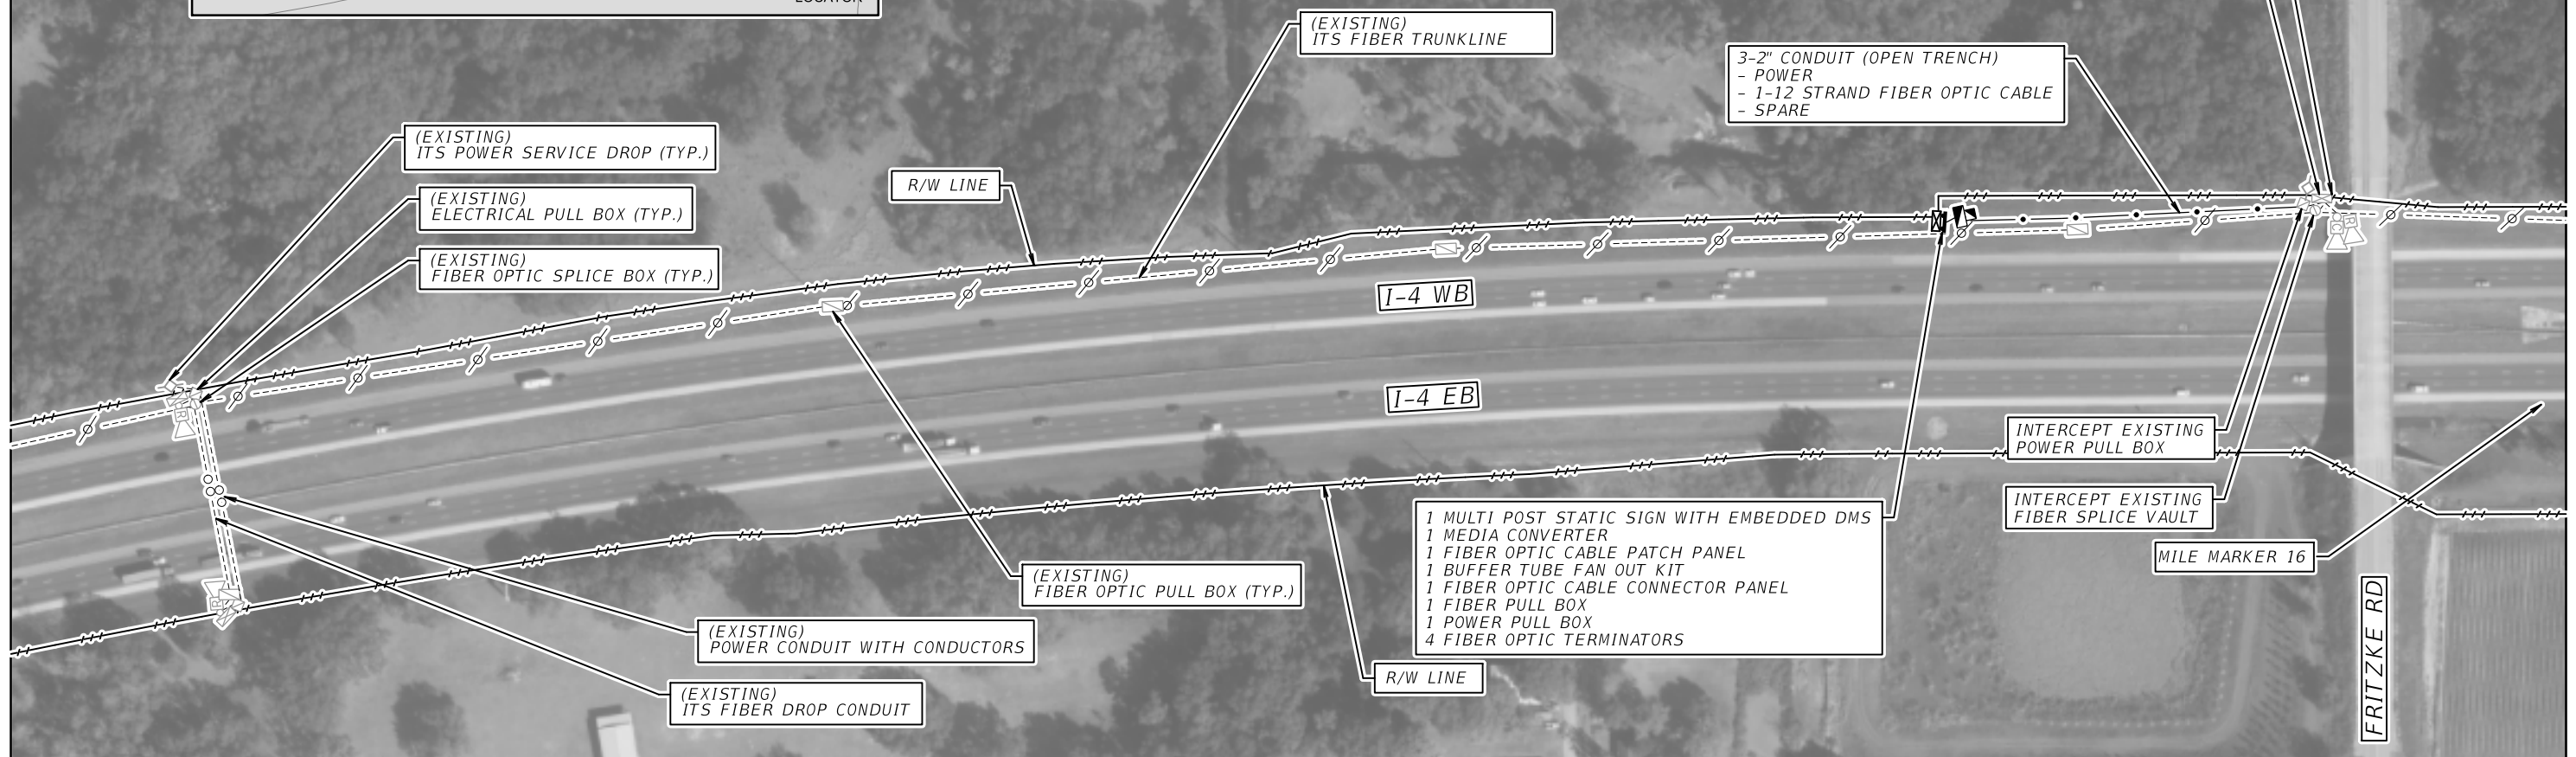 LOCATOR
(EXISTING)
ITS FIBER TRUNKLINE
3-2" CONDUIT (OPEN TRENCH)
- POWER
- 1-12 STRAND FIBER OPTIC CABLE
- SPARE
(EXISTING)
ITS POWER SERVICE DROP (TYP.)
R/W LINE
(EXISTING)
ELECTRICAL PULL BOX (TYP.)
(EXISTING)
FIBER OPTIC SPLICE BOX (TYP.)
I-4 WB
I-4 EB
INTERCEPT EXISTING
POWER PULL BOX
INTERCEPT EXISTING
FIBER SPLICE VAULT
1 MULTI POST STATIC SIGN WITH EMBEDDED DMS
1 MEDIA CONVERTER
1 FIBER OPTIC CABLE PATCH PANEL
1 BUFFER TUBE FAN OUT KIT
1 FIBER OPTIC CABLE CONNECTOR PANEL
1 FIBER PULL BOX
1 POWER PULL BOX
4 FIBER OPTIC TERMINATORS
MILE MARKER 16
(EXISTING)
FIBER OPTIC PULL BOX (TYP.)
(EXISTING)
POWER CONDUIT WITH CONDUCTORS
R/W LINE
(EXISTING)
ITS FIBER DROP CONDUIT
FRITZKE RD